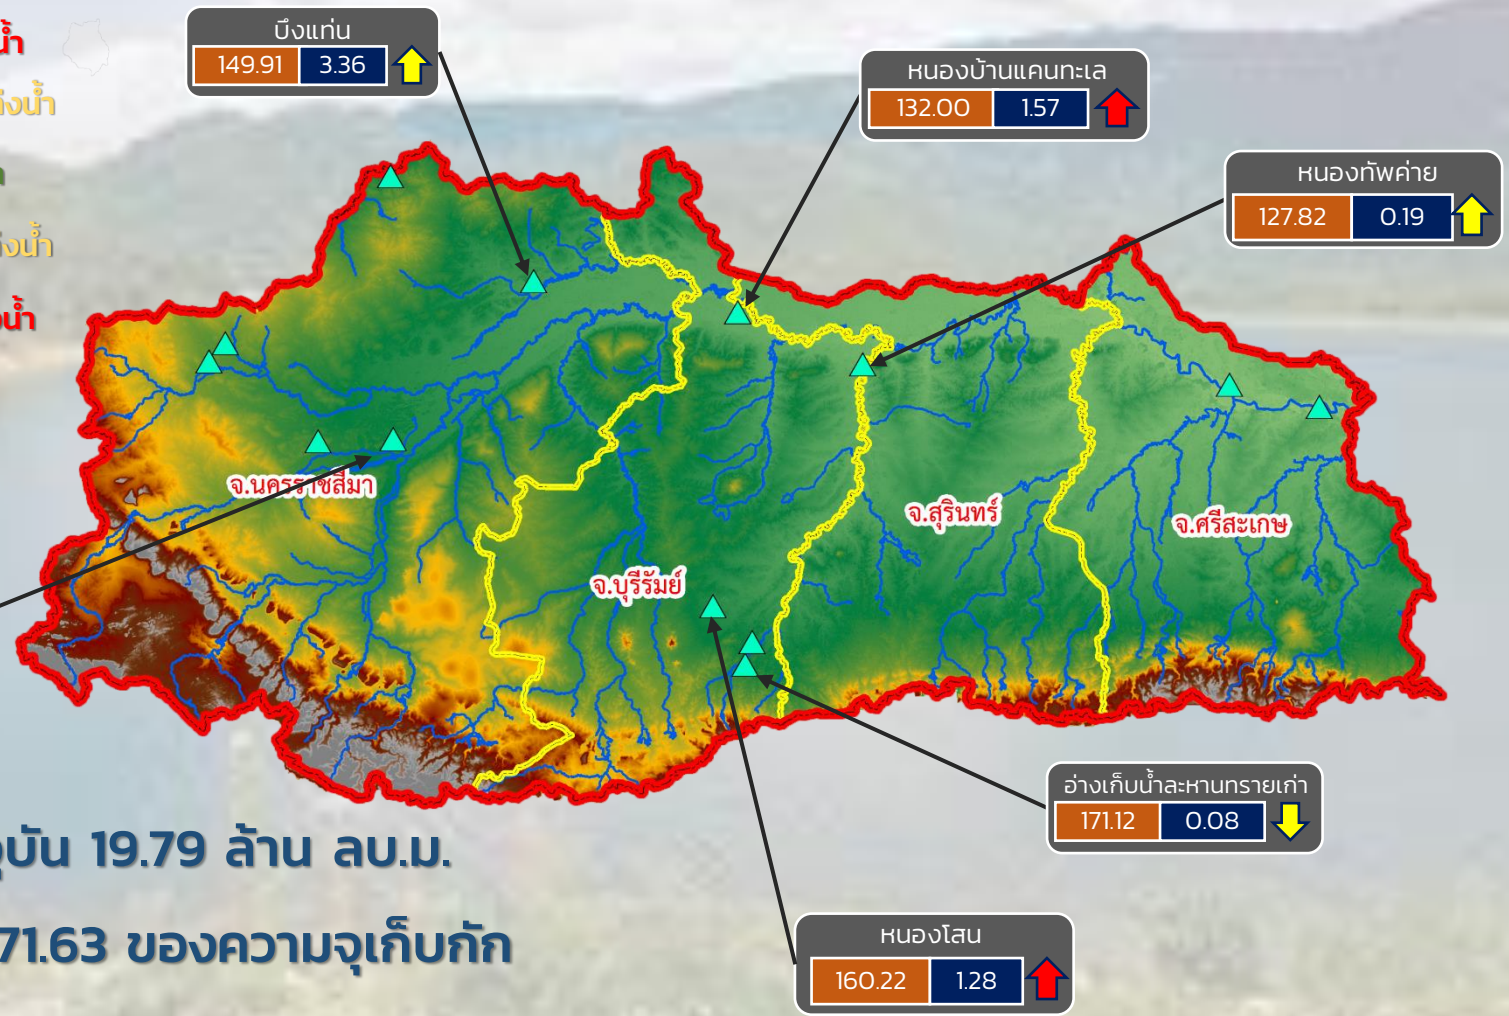 น้ำ
บึงแท่น
149.91 3.36
หนองบ้านแคนทะเล
132.00 1.57
หนองทัพค่าย
127.82 0.19
จ.นครราชสีมา
จ.บุรีรัมย์
จ.สุรินทร์
จ.ศรีสะเกษ
อ่างเก็บน้ำละหานทรายเก่า
171.12 0.08
หนองโสน
160.22 1.28
19.79 ล้าน ลบ.ม.
71.63 ของความจุเก็บกัก